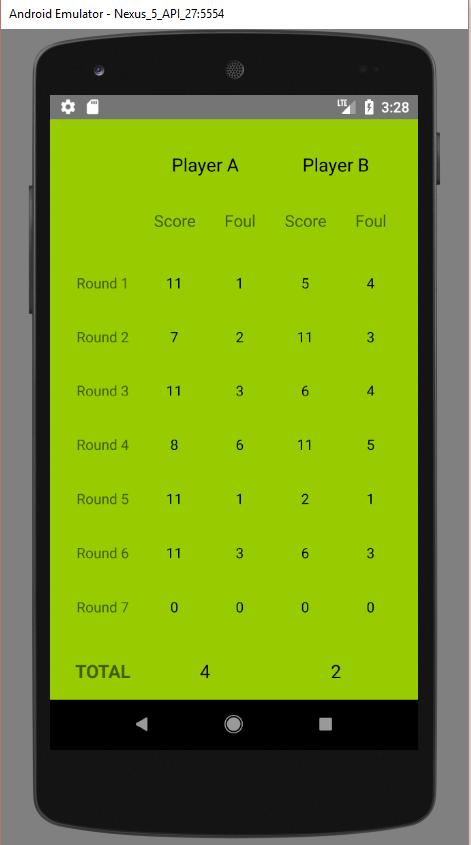 Android Emulator - Nexus_5_API_27:5554
LTE 3:28
Player A Player B
Score Foul Score Foul
Round 1 11 1 5 4
Round 2 7 2 11 3
Round 3 11 3 6 4
Round 4 8 6 11 5
Round 5 11 1 2 1
Round 6 11 3 6 3
Round 7 0 0 0 0
TOTAL 4 2